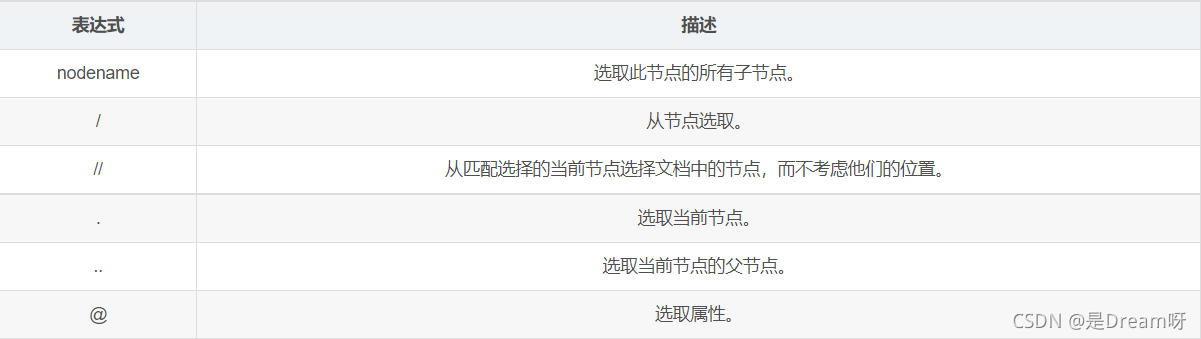 表达式 描述
nodename 选取此节点的所有子节点。
/ 从节点选取。
// 从匹配选择的当前节点选择文档中的节点，而不考虑他们的位置。
. 选取当前节点。
.. 选取当前节点的父节点。
@ 选取属性。
CSDN @是Dream呀